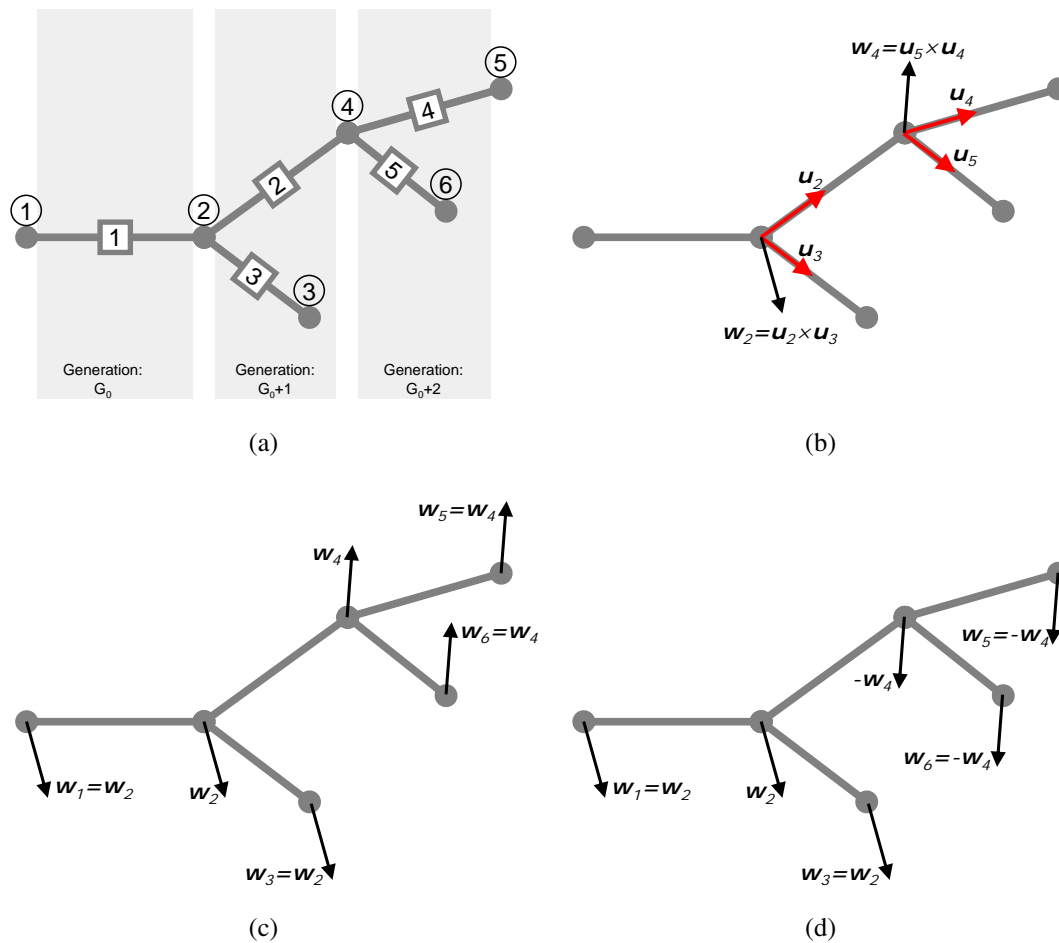 5
4
4
2
5
6
1
2
1
3
3
Generation:
G₀
Generation:
G₀+1
Generation:
G₀+2
(a)
w₄=u₅×u₄
u₄
u₅
u₂
u₃
w₂=u₂×u₃
(b)
w₅=w₄
w₄
w₆=w₄
w₁=w₂
w₂
w₃=w₂
(c)
w₅=-w₄
-w₄
w₆=-w₄
w₁=w₂
w₂
w₃=w₂
(d)